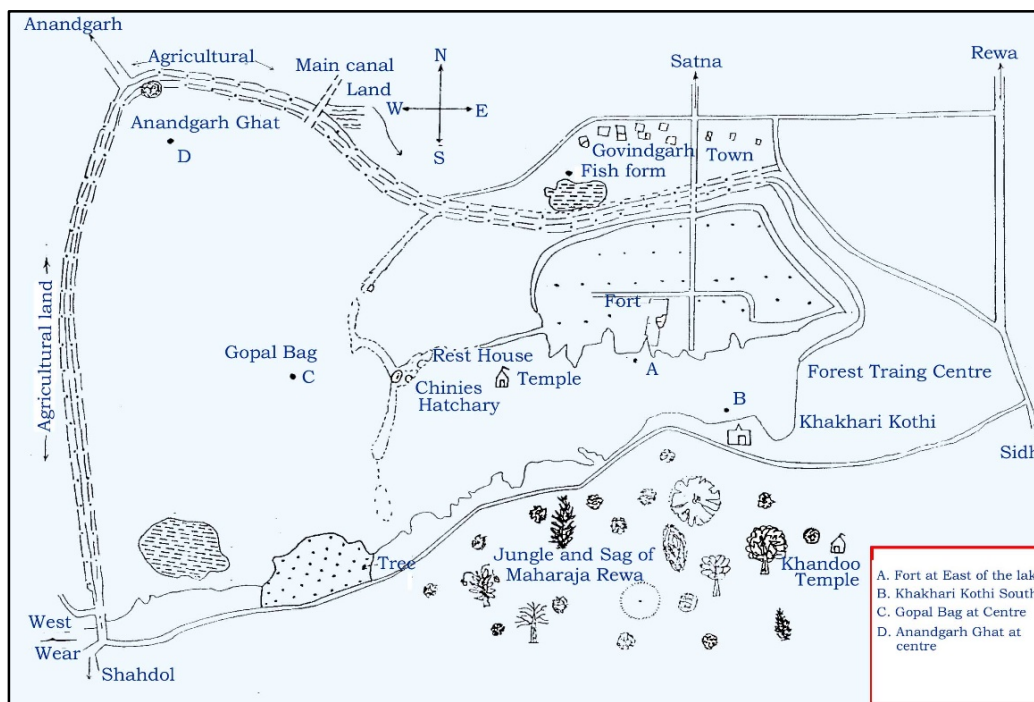 Anandgarh
Agricultural
Main canal
Land
N
W
E
S
Satna
Rewa
Anandgarh Ghat
D
Govindgarh Town
Fish form
Agricultural land
Fort
Gopal Bag
C
Rest House
Chinies
Hatchary
Temple
A
Forest Traing Centre
B
Khakhari Kothi
Sidh
Tree
Jungle and Sag of
Maharaja Rewa
Khandoo
Temple
West
Wear
Shahdol
A. Fort at East of the lak
B. Khakhari Kothi South
C. Gopal Bag at Centre
D. Anandgarh Ghat at
centre